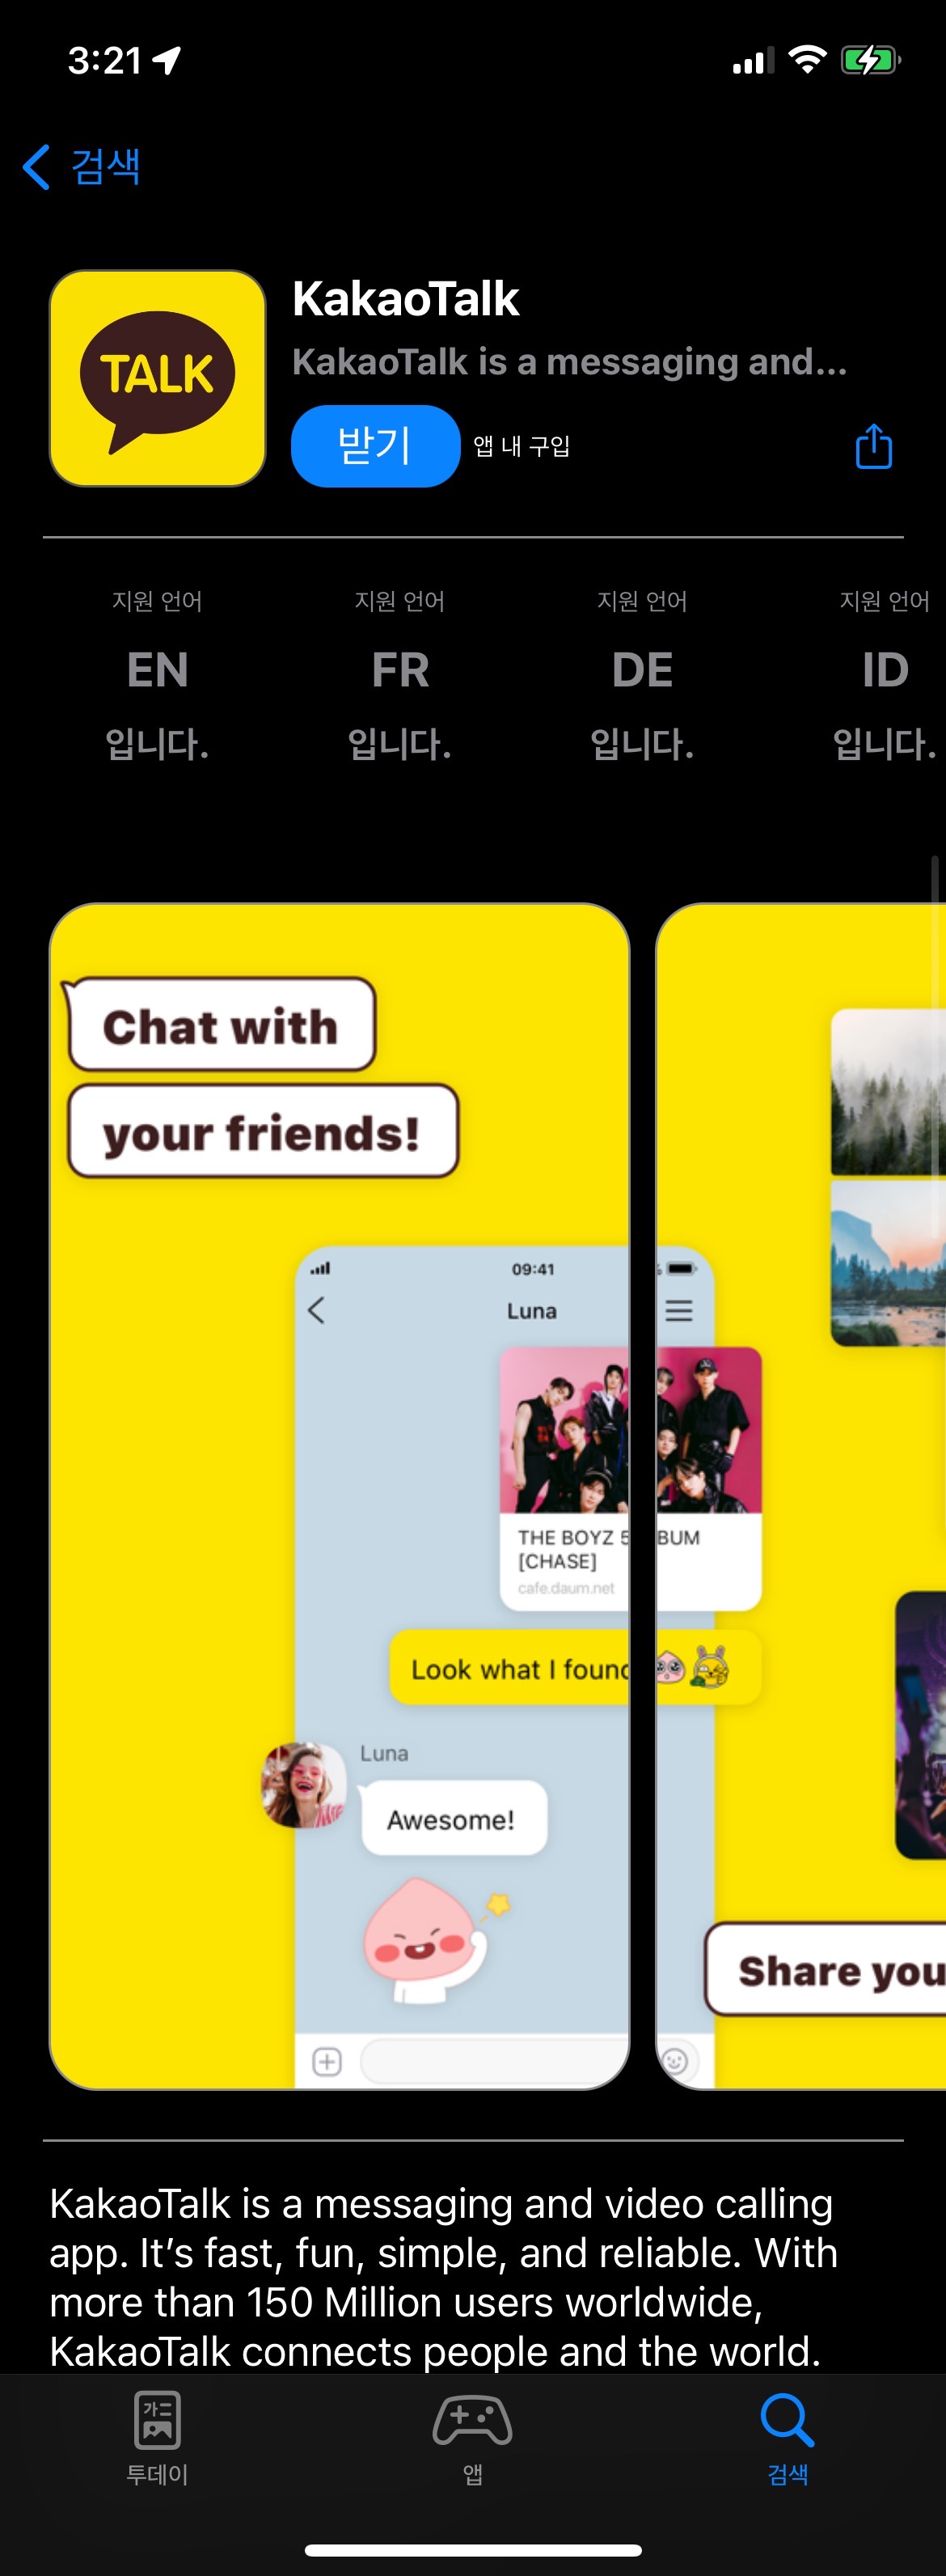 3:21
검색
TALK
KakaoTalk
KakaoTalk is a messaging and...
받기
앱 내 구입
지원 언어
EN
입니다.
지원 언어
FR
입니다.
지원 언어
DE
입니다.
지원 언어
ID
입니다.
Chat with
your friends!
09:41
Luna
THE BOYZ 5 BUM
[CHASE]
cafe.daum.net
Look what I found
Luna
Awesome!
Share you
KakaoTalk is a messaging and video calling
app. It’s fast, fun, simple, and reliable. With
more than 150 Million users worldwide,
KakaoTalk connects people and the world.
가
투데이
앱
검색